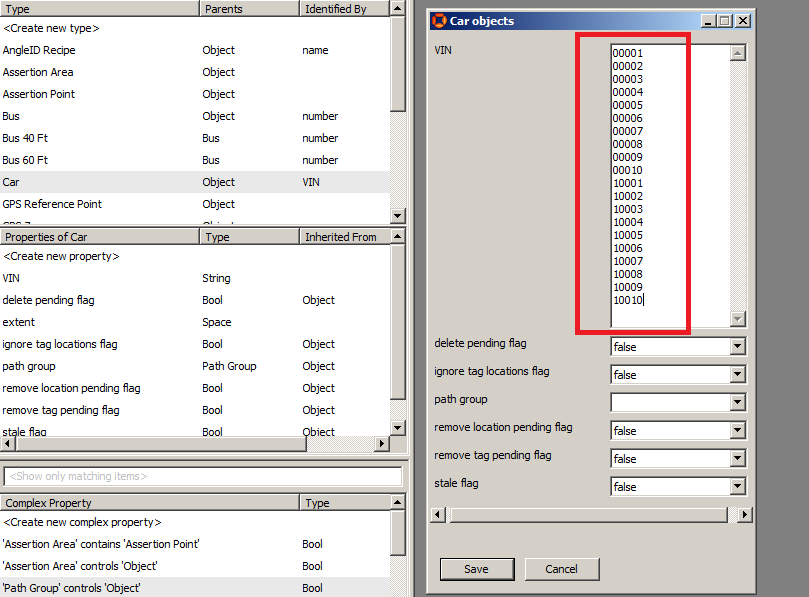 Type Parents Identified By
<Create new type>
AngleID Recipe Object name
Assertion Area Object
Assertion Point Object
Bus Object number
Bus 40 Ft Bus number
Bus 60 Ft Bus number
Car Object VIN
GPS Reference Point Object
Properties of Car Type Inherited From
<Create new property>
VIN String
delete pending flag Bool Object
extent Space
ignore tag locations flag Bool Object
path group Path Group Object
remove location pending flag Bool Object
remove tag pending flag Bool Object
stale flag Bool Object
<Show only matching items>
Complex Property Type
<Create new complex property>
'Assertion Area' contains 'Assertion Point' Bool
'Assertion Area' controls 'Object' Bool
'Path Group' controls 'Object' Bool
Car objects
VIN
00001
00002
00003
00004
00005
00006
00007
00008
00009
00010
10001
10002
10003
10004
10005
10006
10007
10008
10009
10010
delete pending flag false
ignore tag locations flag false
path group
remove location pending flag false
remove tag pending flag false
stale flag false
Save Cancel